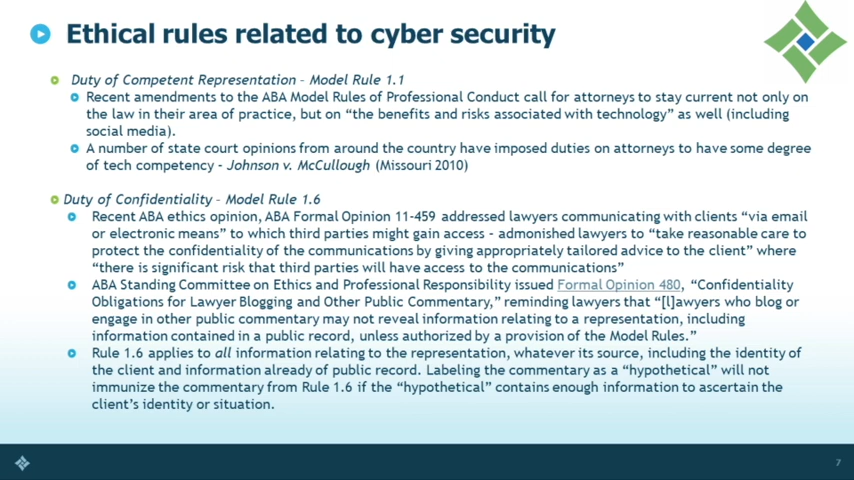 Ethical rules related to cyber security
Duty of Competent Representation – Model Rule 1.1
Recent amendments to the ABA Model Rules of Professional Conduct call for attorneys to stay current not only on
the law in their area of practice, but on “the benefits and risks associated with technology” as well (including
social media).
A number of state court opinions from around the country have imposed duties on attorneys to have some degree
of tech competency - Johnson v. McCullough (Missouri 2010)
Duty of Confidentiality – Model Rule 1.6
Recent ABA ethics opinion, ABA Formal Opinion 11-459 addressed lawyers communicating with clients “via email
or electronic means” to which third parties might gain access - admonished lawyers to “take reasonable care to
protect the confidentiality of the communications by giving appropriately tailored advice to the client” where
“there is significant risk that third parties will have access to the communications”
ABA Standing Committee on Ethics and Professional Responsibility issued Formal Opinion 480, “Confidentiality
Obligations for Lawyer Blogging and Other Public Commentary,” reminding lawyers that “[l]awyers who blog or
engage in other public commentary may not reveal information relating to a representation, including
information contained in a public record, unless authorized by a provision of the Model Rules.”
Rule 1.6 applies to all information relating to the representation, whatever its source, including the identity of
the client and information already of public record. Labeling the commentary as a “hypothetical” will not
immunize the commentary from Rule 1.6 if the “hypothetical” contains enough information to ascertain the
client’s identity or situation.
7